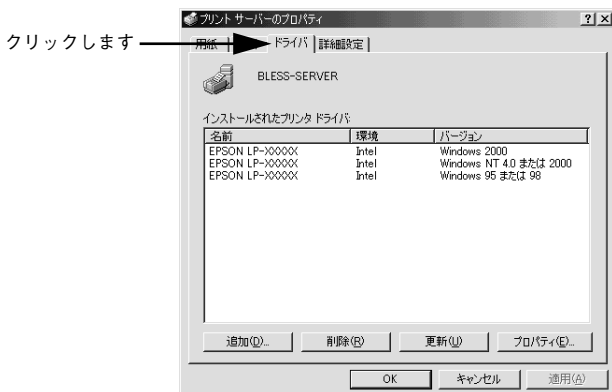 プリント サーバーのプロパティ
クリックします
用紙 ドライバ 詳細設定
BLESS-SERVER
インストールされたプリンタ ドライバ:
名前 環境 バージョン
EPSON LP-XXXXX Intel Windows 2000
EPSON LP-XXXXX Intel Windows NT 4.0 または 2000
EPSON LP-XXXXX Intel Windows 95 または 98
追加(D)... 削除(R) 更新(U) プロパティ(E)...
OK キャンセル 適用(A)